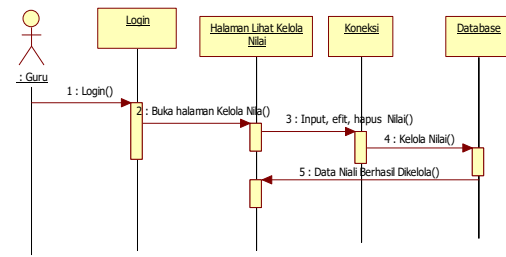 Login
Halaman Lihat Kelola
Nilai
Koneksi
Database
: Guru
1 : Login()
2 : Buka halaman Kelola Nila()
3 : Input, efit, hapus Nilai()
4 : Kelola Nilai()
5 : Data Niali Berhasil Dikelola()